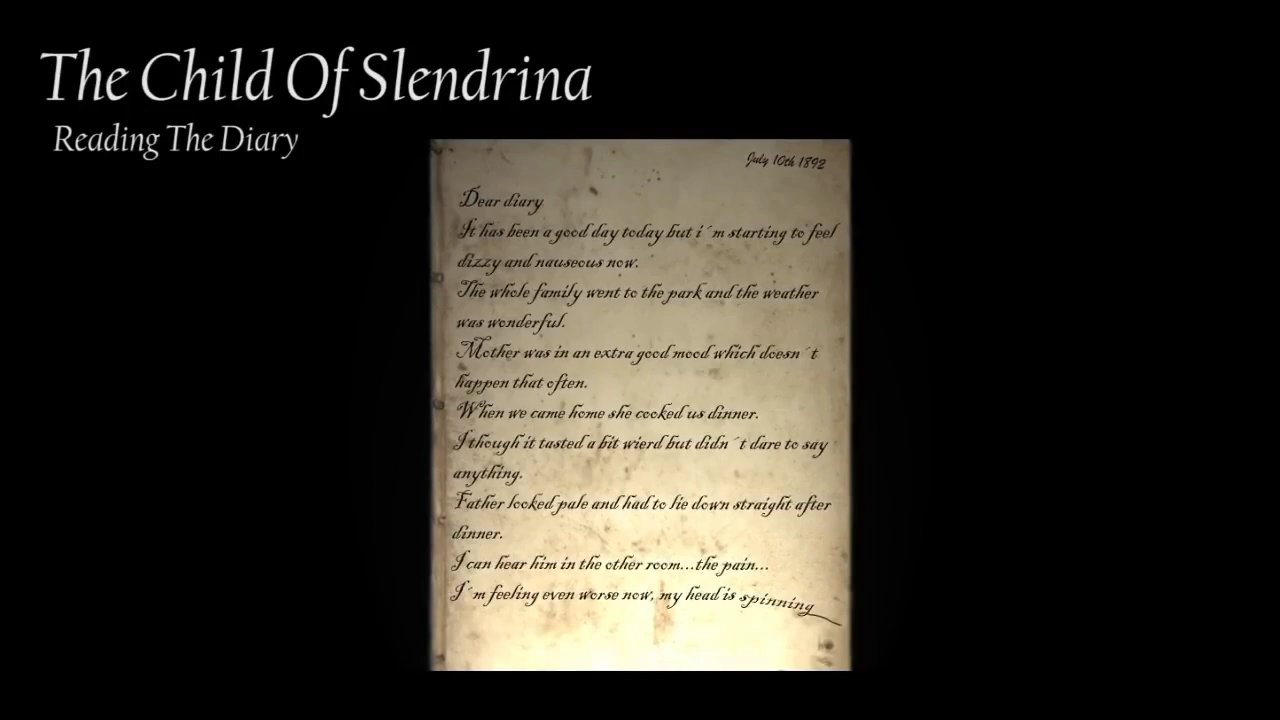 The Child Of Slendrina
Reading The Diary
July 10th 1892
Dear diary
It has been a good day today but i´m starting to feel
dizzy and nauseous now.
The whole family went to the park and the weather
was wonderful.
Mother was in an extra good mood which doesn´t
happen that often.
When we came home she cooked us dinner.
I though it tasted a bit wierd but didn´t dare to say
anything.
Father looked pale and had to lie down straight after
dinner.
I can hear him in the other room...the pain...
I´m feeling even worse now, my head is spinning